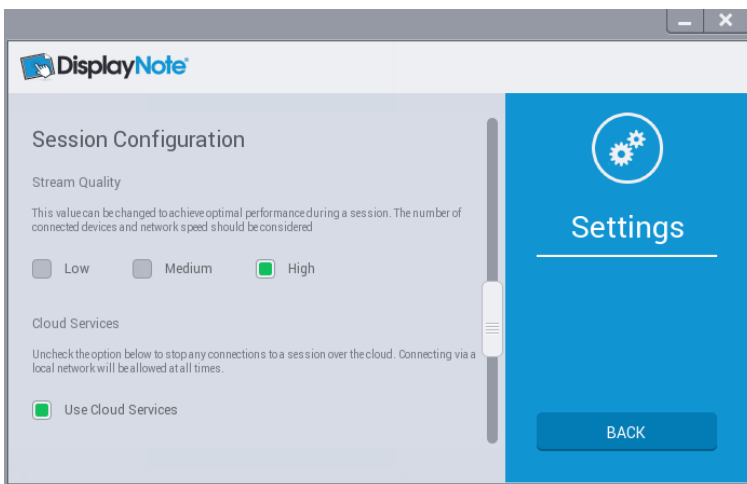 DisplayNote
Session Configuration
Stream Quality
This value can be changed to achieve optimal performance during a session. The number of
connected devices and network speed should be considered
Low Medium High
Cloud Services
Uncheck the option below to stop any connections to a session over the cloud. Connecting via a
local network will be allowed at all times.
Use Cloud Services
Settings
BACK